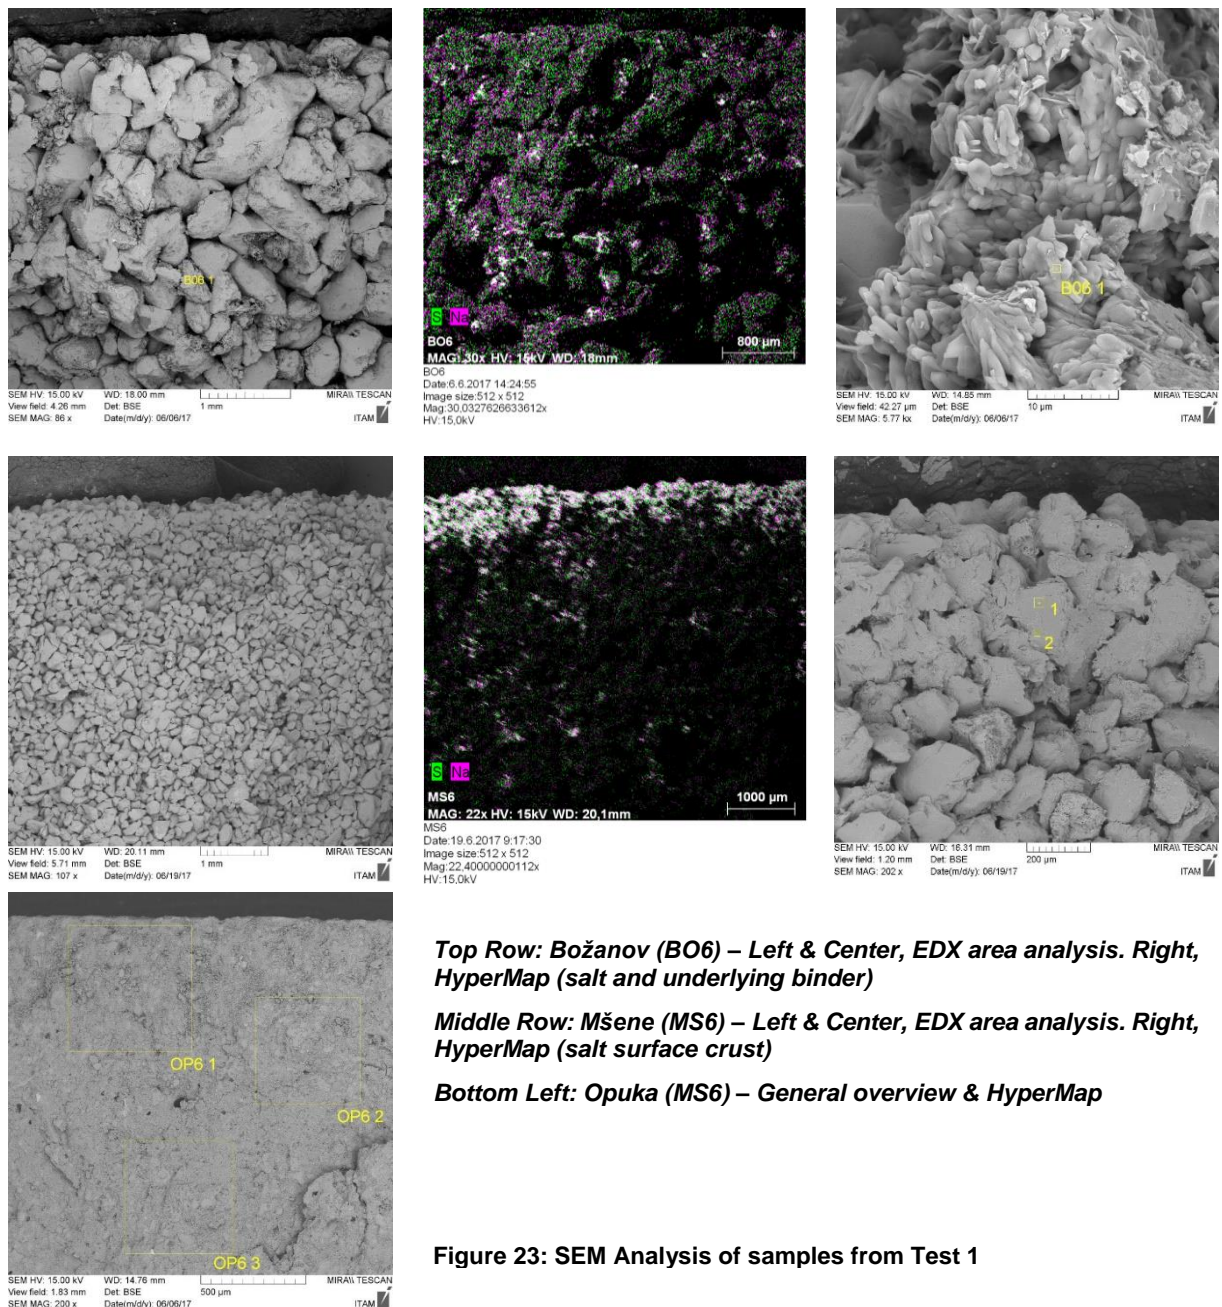 B06 1
SEM HV: 15.00 kV WD: 18.00 mm MIRA\\ TESCAN
View field: 4.26 mm Det: BSE 1 mm
SEM MAG: 86 x Date(m/d/y): 06/06/17 ITAM
S Na
BO6 800 µm
MAG: 30x HV: 15kV WD: 18mm
BO6
Date:6.6.2017 14:24:55
Image size:512 x 512
Mag:30,0327626633612x
HV:15,0kV
B06 1
SEM HV: 15.00 kV WD: 14.85 mm MIRA\\ TESCAN
View field: 42.27 µm Det: BSE 10 µm
SEM MAG: 5.77 kx Date(m/d/y): 06/06/17 ITAM
SEM HV: 15.00 kV WD: 20.11 mm MIRA\\ TESCAN
View field: 5.71 mm Det: BSE 1 mm
SEM MAG: 107 x Date(m/d/y): 06/19/17 ITAM
S Na
MS6 1000 µm
MAG: 22x HV: 15kV WD: 20,1mm
MS6
Date:19.6.2017 9:17:30
Image size:512 x 512
Mag:22,40000000112x
HV:15,0kV
1
2
SEM HV: 15.00 kV WD: 16.31 mm MIRA\\ TESCAN
View field: 1.20 mm Det: BSE 200 µm
SEM MAG: 202 x Date(m/d/y): 06/19/17 ITAM
OP6 1
OP6 2
OP6 3
SEM HV: 15.00 kV WD: 14.76 mm MIRA\\ TESCAN
View field: 1.83 mm Det: BSE 500 µm
SEM MAG: 200 x Date(m/d/y): 06/06/17 ITAM
Top Row: Božanov (BO6) – Left & Center, EDX area analysis. Right,
HyperMap (salt and underlying binder)
Middle Row: Mšene (MS6) – Left & Center, EDX area analysis. Right,
HyperMap (salt surface crust)
Bottom Left: Opuka (MS6) – General overview & HyperMap
Figure 23: SEM Analysis of samples from Test 1